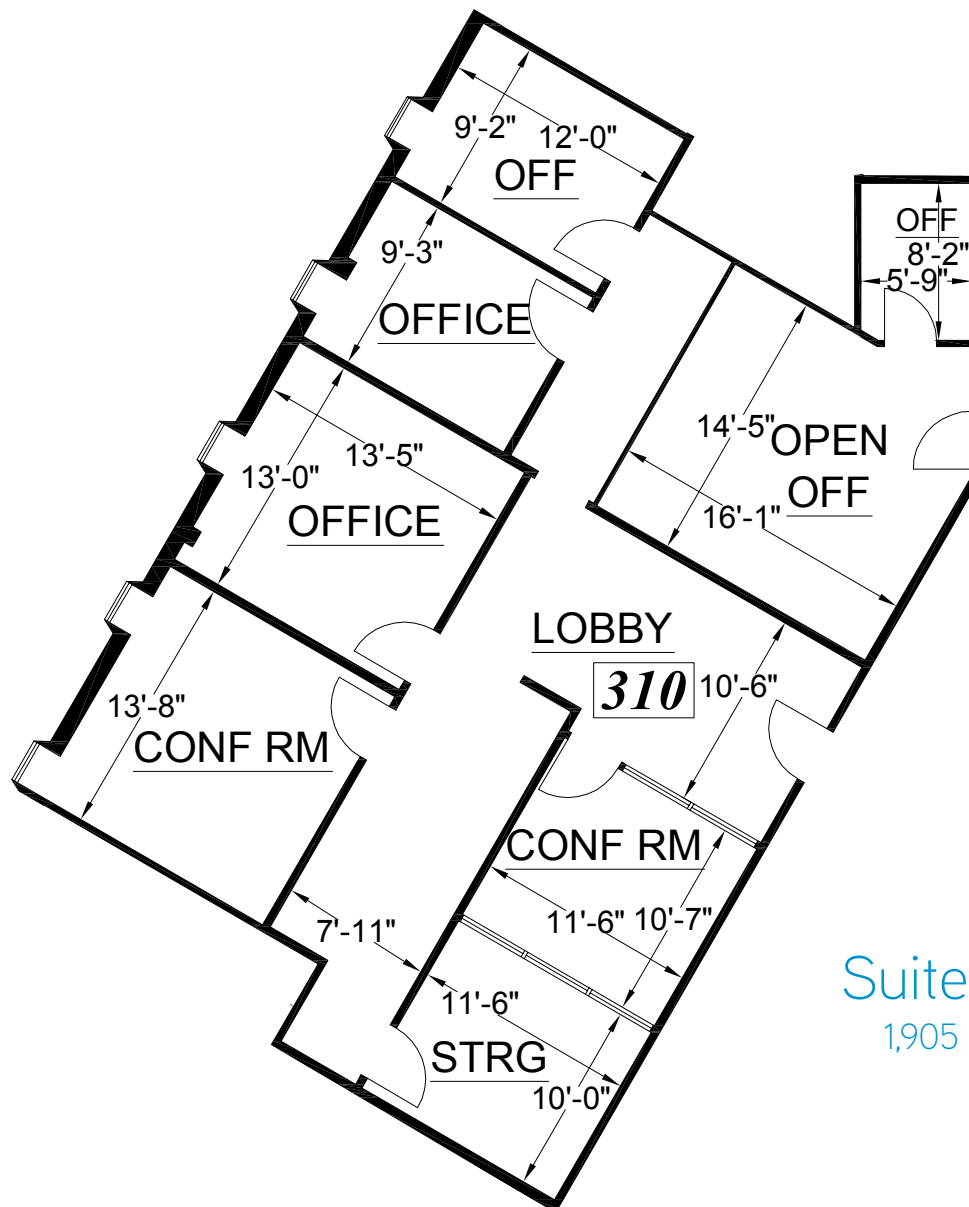 9'-2"
12'-0"
OFF
OFF
8'-2"
5'-9"
9'-3"
OFFICE
14'-5"
OPEN
OFF
16'-1"
13'-5"
13'-0"
OFFICE
LOBBY
310
10'-6"
13'-8"
CONF RM
CONF RM
11'-6"
10'-7"
7'-11"
11'-6"
STRG
10'-0"
Suite
1,905